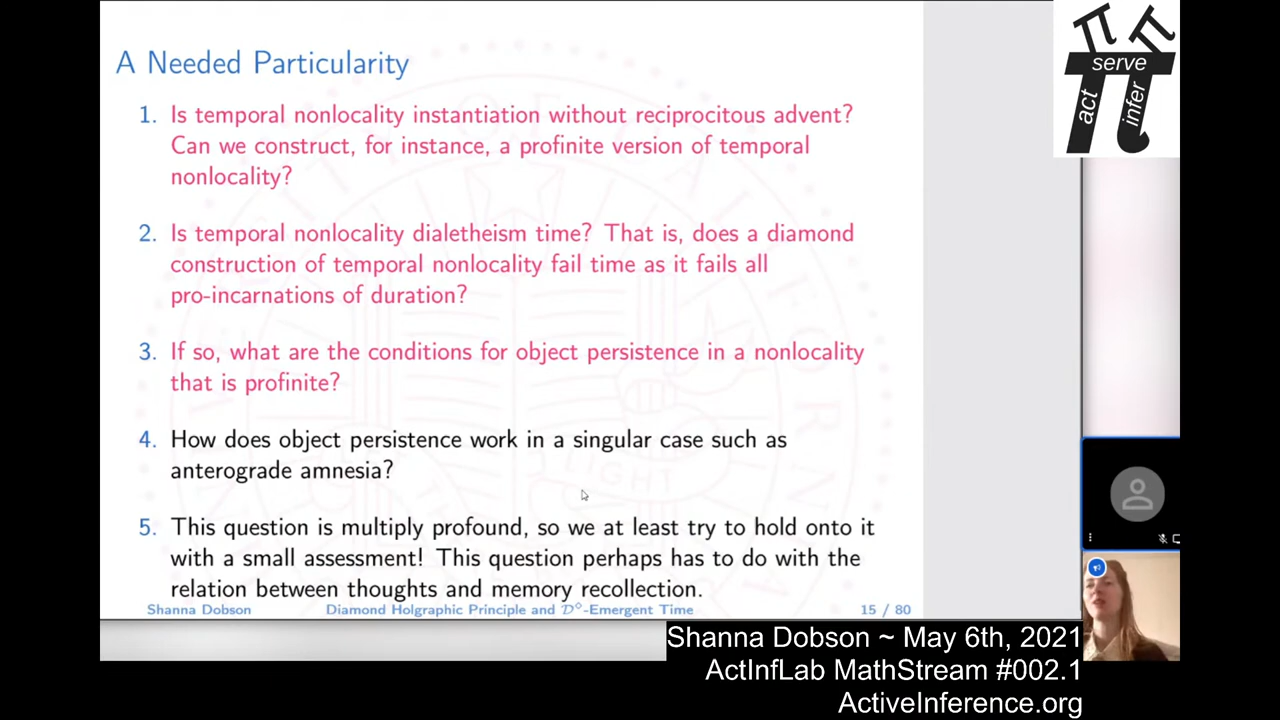 A Needed Particularity
1. Is temporal nonlocality instantiation without reciprocitous advent?
Can we construct, for instance, a profinite version of temporal
nonlocality?
2. Is temporal nonlocality dialetheism time? That is, does a diamond
construction of temporal nonlocality fail time as it fails all
pro-incarnations of duration?
3. If so, what are the conditions for object persistence in a nonlocality
that is profinite?
4. How does object persistence work in a singular case such as
anterograde amnesia?
5. This question is multiply profound, so we at least try to hold onto it
with a small assessment! This question perhaps has to do with the
relation between thoughts and memory recollection.
Shanna Dobson Diamond Holgraphic Principle and 𝒟◇-Emergent Time 15 / 80
π π
serve
act
infer
Shanna Dobson ~ May 6th, 2021
ActInfLab MathStream #002.1
ActiveInference.org